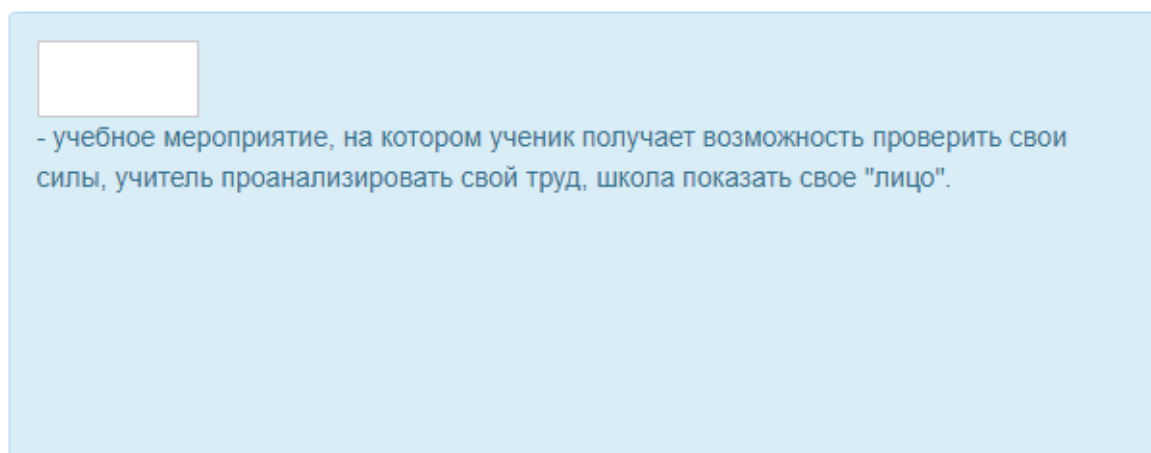 - учебное мероприятие, на котором ученик получает возможность проверить свои
силы, учитель проанализировать свой труд, школа показать свое "лицо".